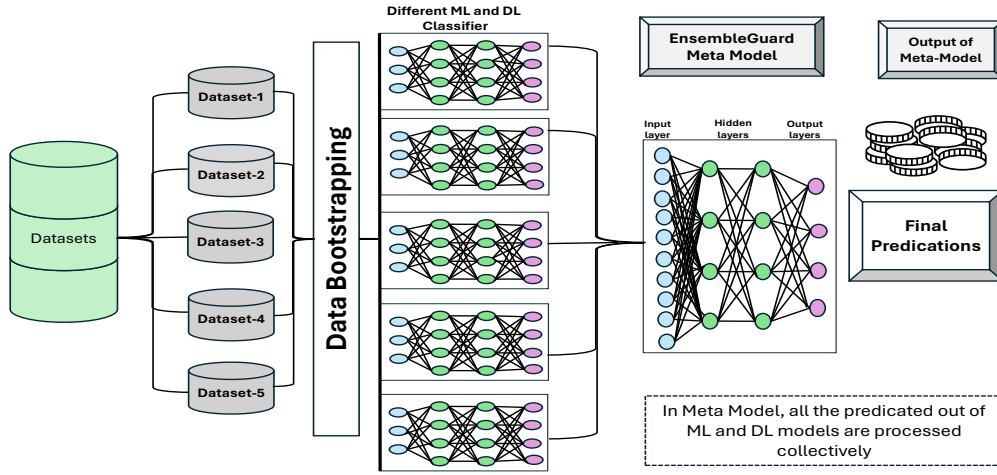 Different ML and DL
Classifier
EnsembleGuard
Meta Model
Output of
Meta-Model
Dataset-1
Dataset-2
Dataset-3
Dataset-4
Dataset-5
Datasets
Data Bootstrapping
Input
layer
Hidden
layers
Output
layers
Final
Predications
In Meta Model, all the predicated out of
ML and DL models are processed
collectively